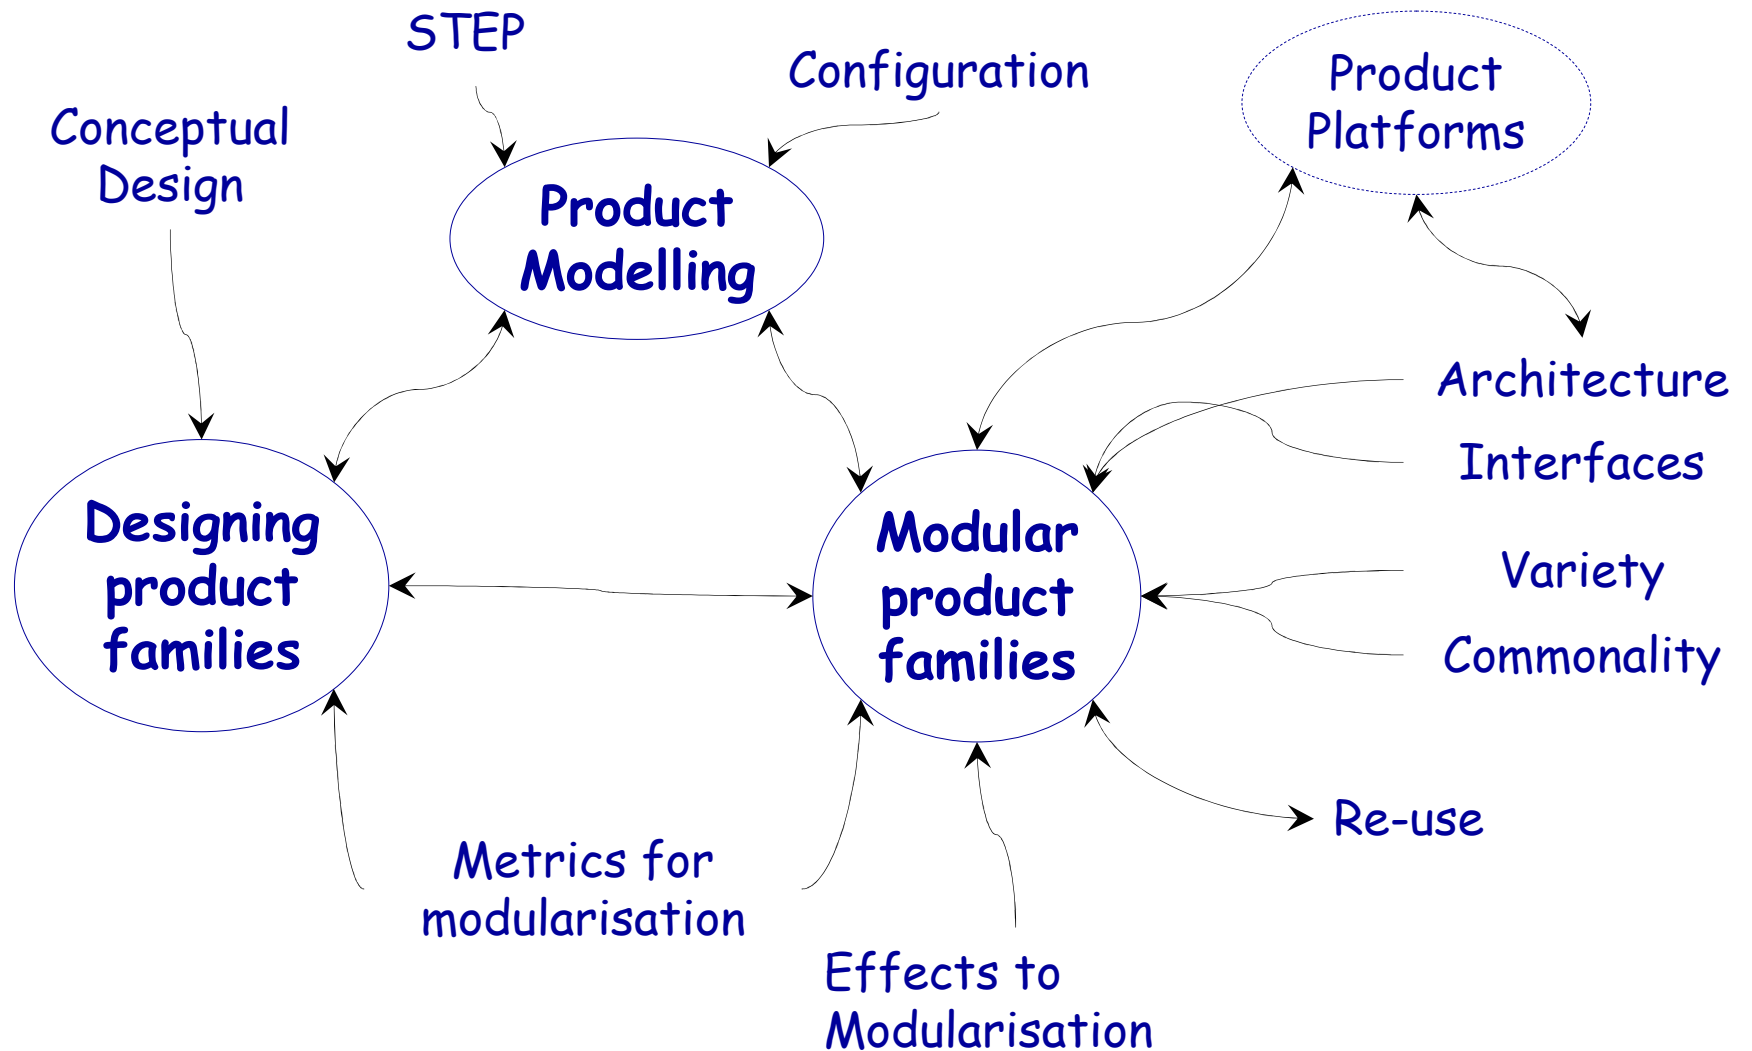 STEP
Configuration
Product
Platforms
Conceptual
Design
Product
Modelling
Architecture
Interfaces
Designing
product
families
Modular
product
families
Variety
Commonality
Re-use
Metrics for
modularisation
Effects to
Modularisation